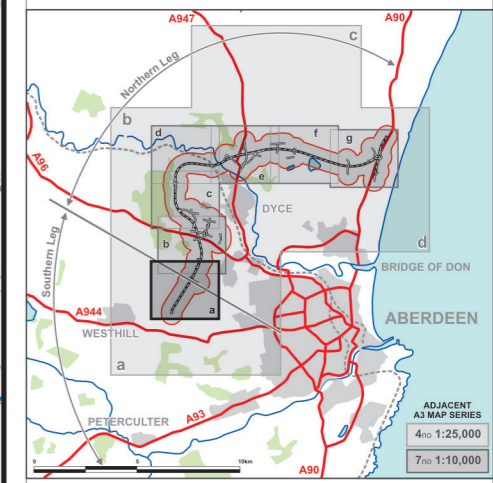 A947
A90
c
Northern Leg
b
d
f
g
A96
e
c
DYCE
Southern Leg
b
d
BRIDGE OF DON
a
A944
ABERDEEN
WESTHILL
a
ADJACENT
A3 MAP SERIES
4no 1:25,000
7no 1:10,000
PETERCULTER
A93
A90
0 5 10km